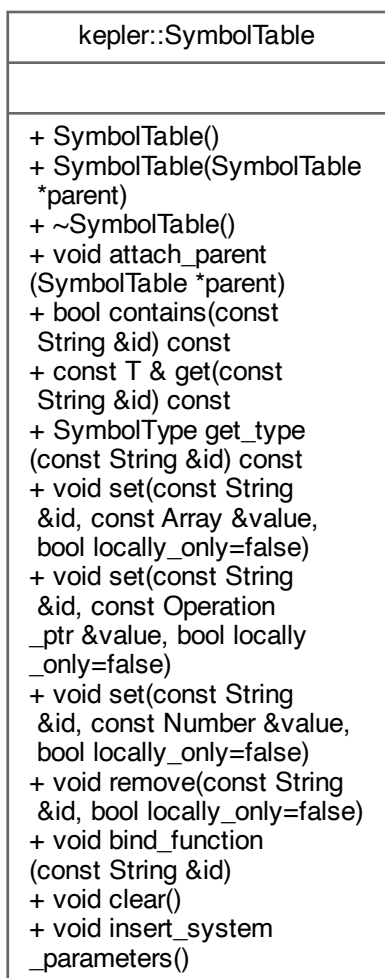 kepler::SymbolTable
+ SymbolTable()
+ SymbolTable(SymbolTable
*parent)
+ ~SymbolTable()
+ void attach_parent
(SymbolTable *parent)
+ bool contains(const
String &id) const
+ const T & get(const
String &id) const
+ SymbolType get_type
(const String &id) const
+ void set(const String
&id, const Array &value,
bool locally_only=false)
+ void set(const String
&id, const Operation
_ptr &value, bool locally
_only=false)
+ void set(const String
&id, const Number &value,
bool locally_only=false)
+ void remove(const String
&id, bool locally_only=false)
+ void bind_function
(const String &id)
+ void clear()
+ void insert_system
_parameters()